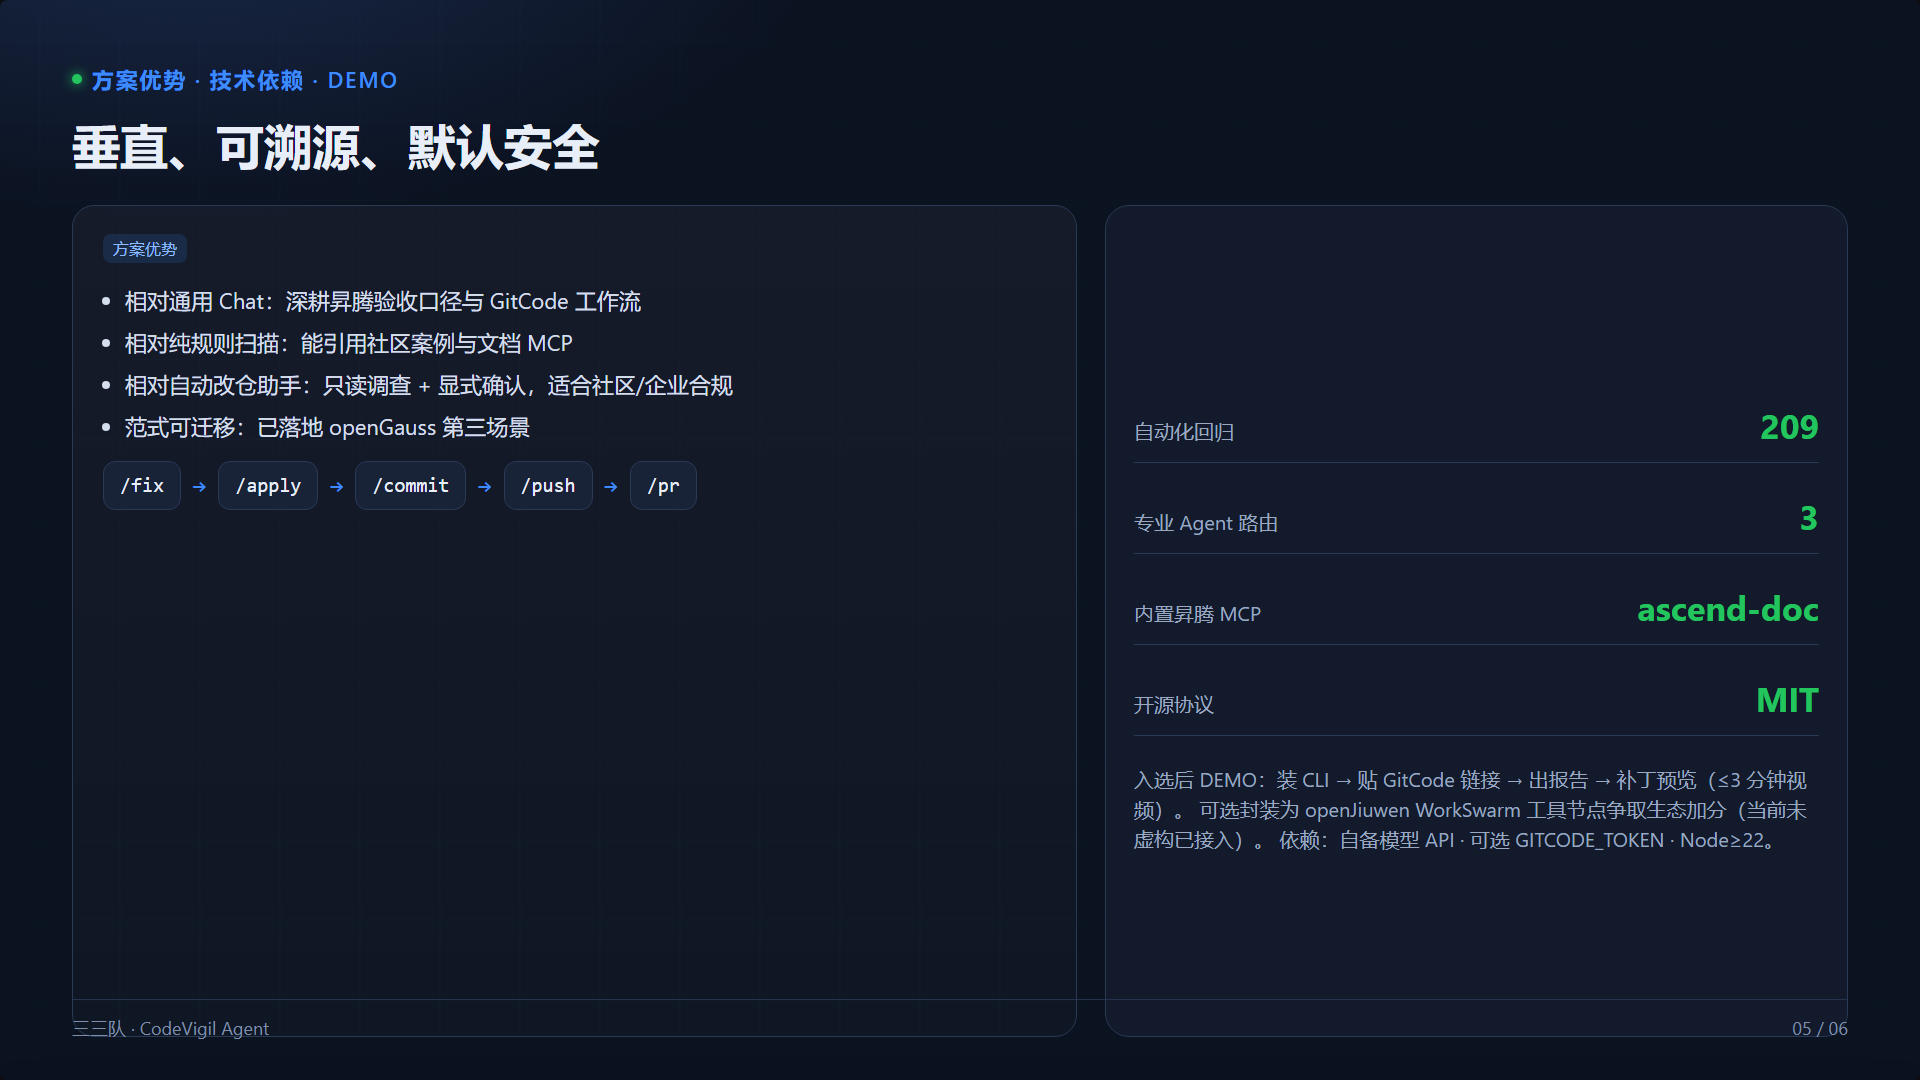 方案优势 · 技术依赖 · DEMO
垂直、可溯源、默认安全
方案优势
相对通用 Chat：深耕昇腾验收口径与 GitCode 工作流
相对纯规则扫描：能引用社区案例与文档 MCP
相对自动改仓助手：只读调查 + 显式确认，适合社区/企业合规
范式可迁移：已落地 openGauss 第三场景
/fix → /apply → /commit → /push → /pr
自动化回归 209
专业 Agent 路由 3
内置昇腾 MCP ascend-doc
开源协议 MIT
入选后 DEMO：装 CLI → 贴 GitCode 链接 → 出报告 → 补丁预览（≤3 分钟视
频）。 可选封装为 openJiuwen WorkSwarm 工具节点争取生态加分（当前未
虚构已接入）。 依赖：自备模型 API · 可选 GITCODE_TOKEN · Node≥22。
三三队 · CodeVigil Agent
05 / 06